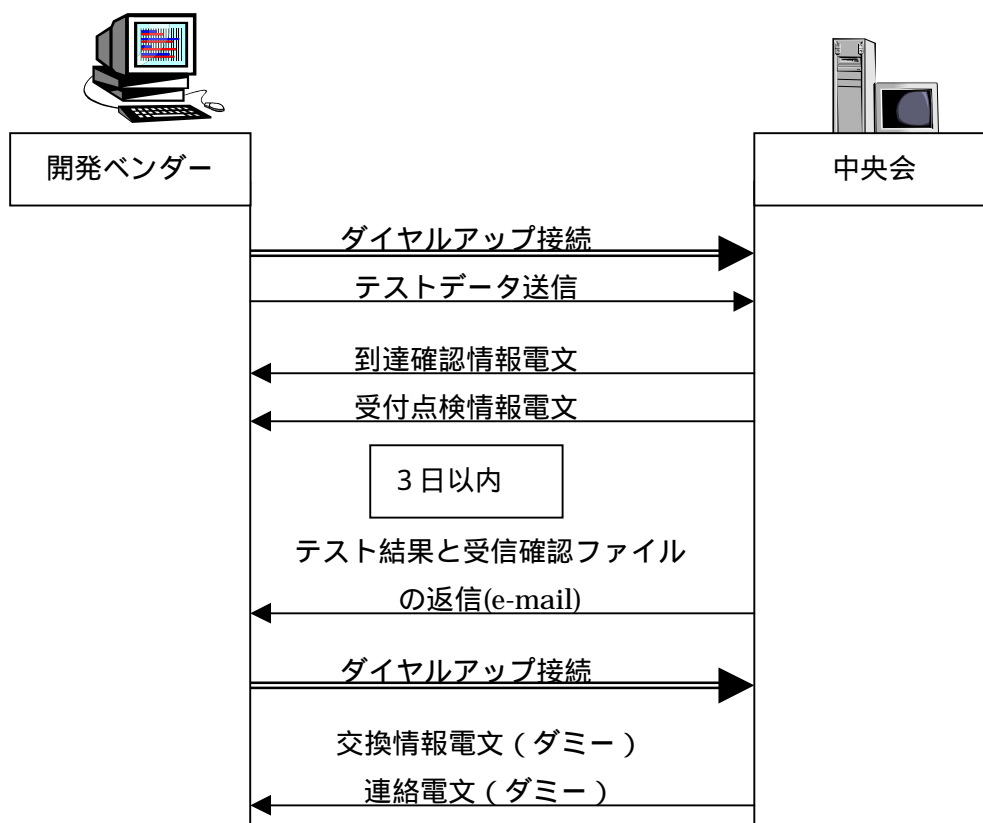 開発ベンダー
中央会
ダイヤルアップ接続
テストデータ送信
到達確認情報電文
受付点検情報電文
3日以内
テスト結果と受信確認ファイル
の返信(e-mail)
ダイヤルアップ接続
交換情報電文(ダミー)
連絡電文(ダミー)